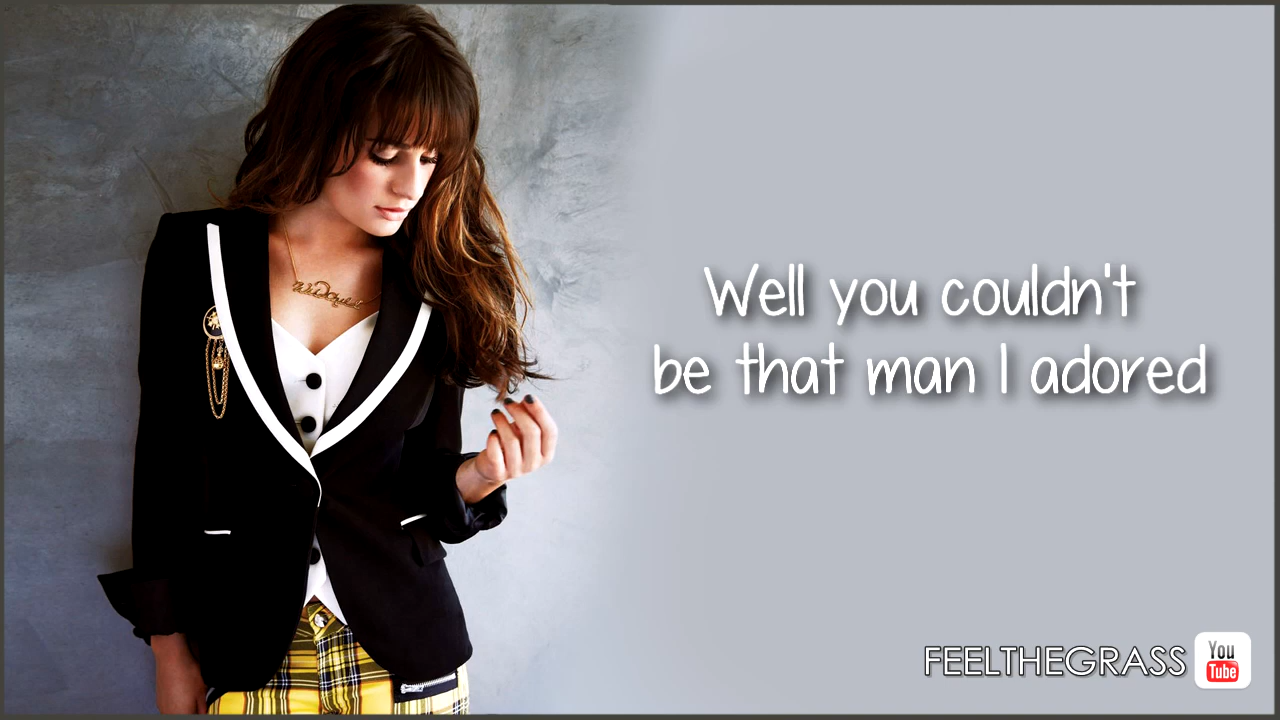 Well you couldn't
be that man I adored
FEELTHEGRASS
You
Tube